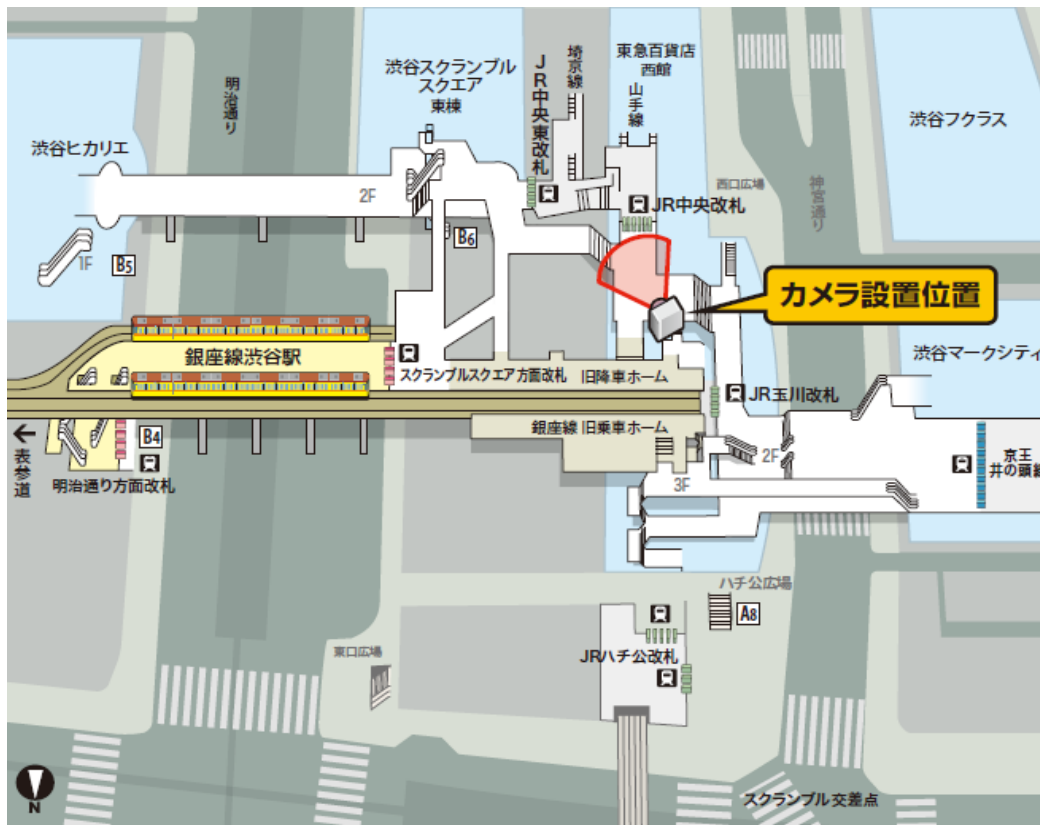 渋谷スクランブル
スクエア
東棟
JR中央東改札
埼京線
東急百貨店
西館
山手線
明治通り
渋谷ヒカリエ
渋谷フクラス
神宮通り
西口広場
2F
JR中央改札
B6
1F
B5
カメラ設置位置
銀座線渋谷駅
スクランブルスクエア方面改札
旧降車ホーム
渋谷マークシティ
JR玉川改札
銀座線 旧乗車ホーム
B4
←表参道
明治通り方面改札
2F
3F
京王
井の頭線
ハチ公広場
A8
JRハチ公改札
東口広場
N
スクランブル交差点